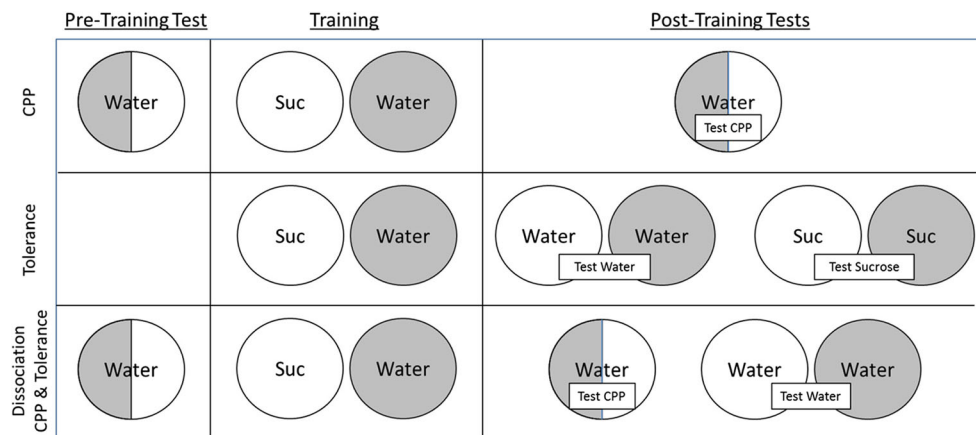 Pre-Training Test
Training
Post-Training Tests
CPP
Water
Suc
Water
Water
Test CPP
Tolerance
Suc
Water
Water
Water
Test Water
Suc
Suc
Test Sucrose
Dissociation
CPP & Tolerance
Water
Suc
Water
Water
Test CPP
Water
Water
Test Water